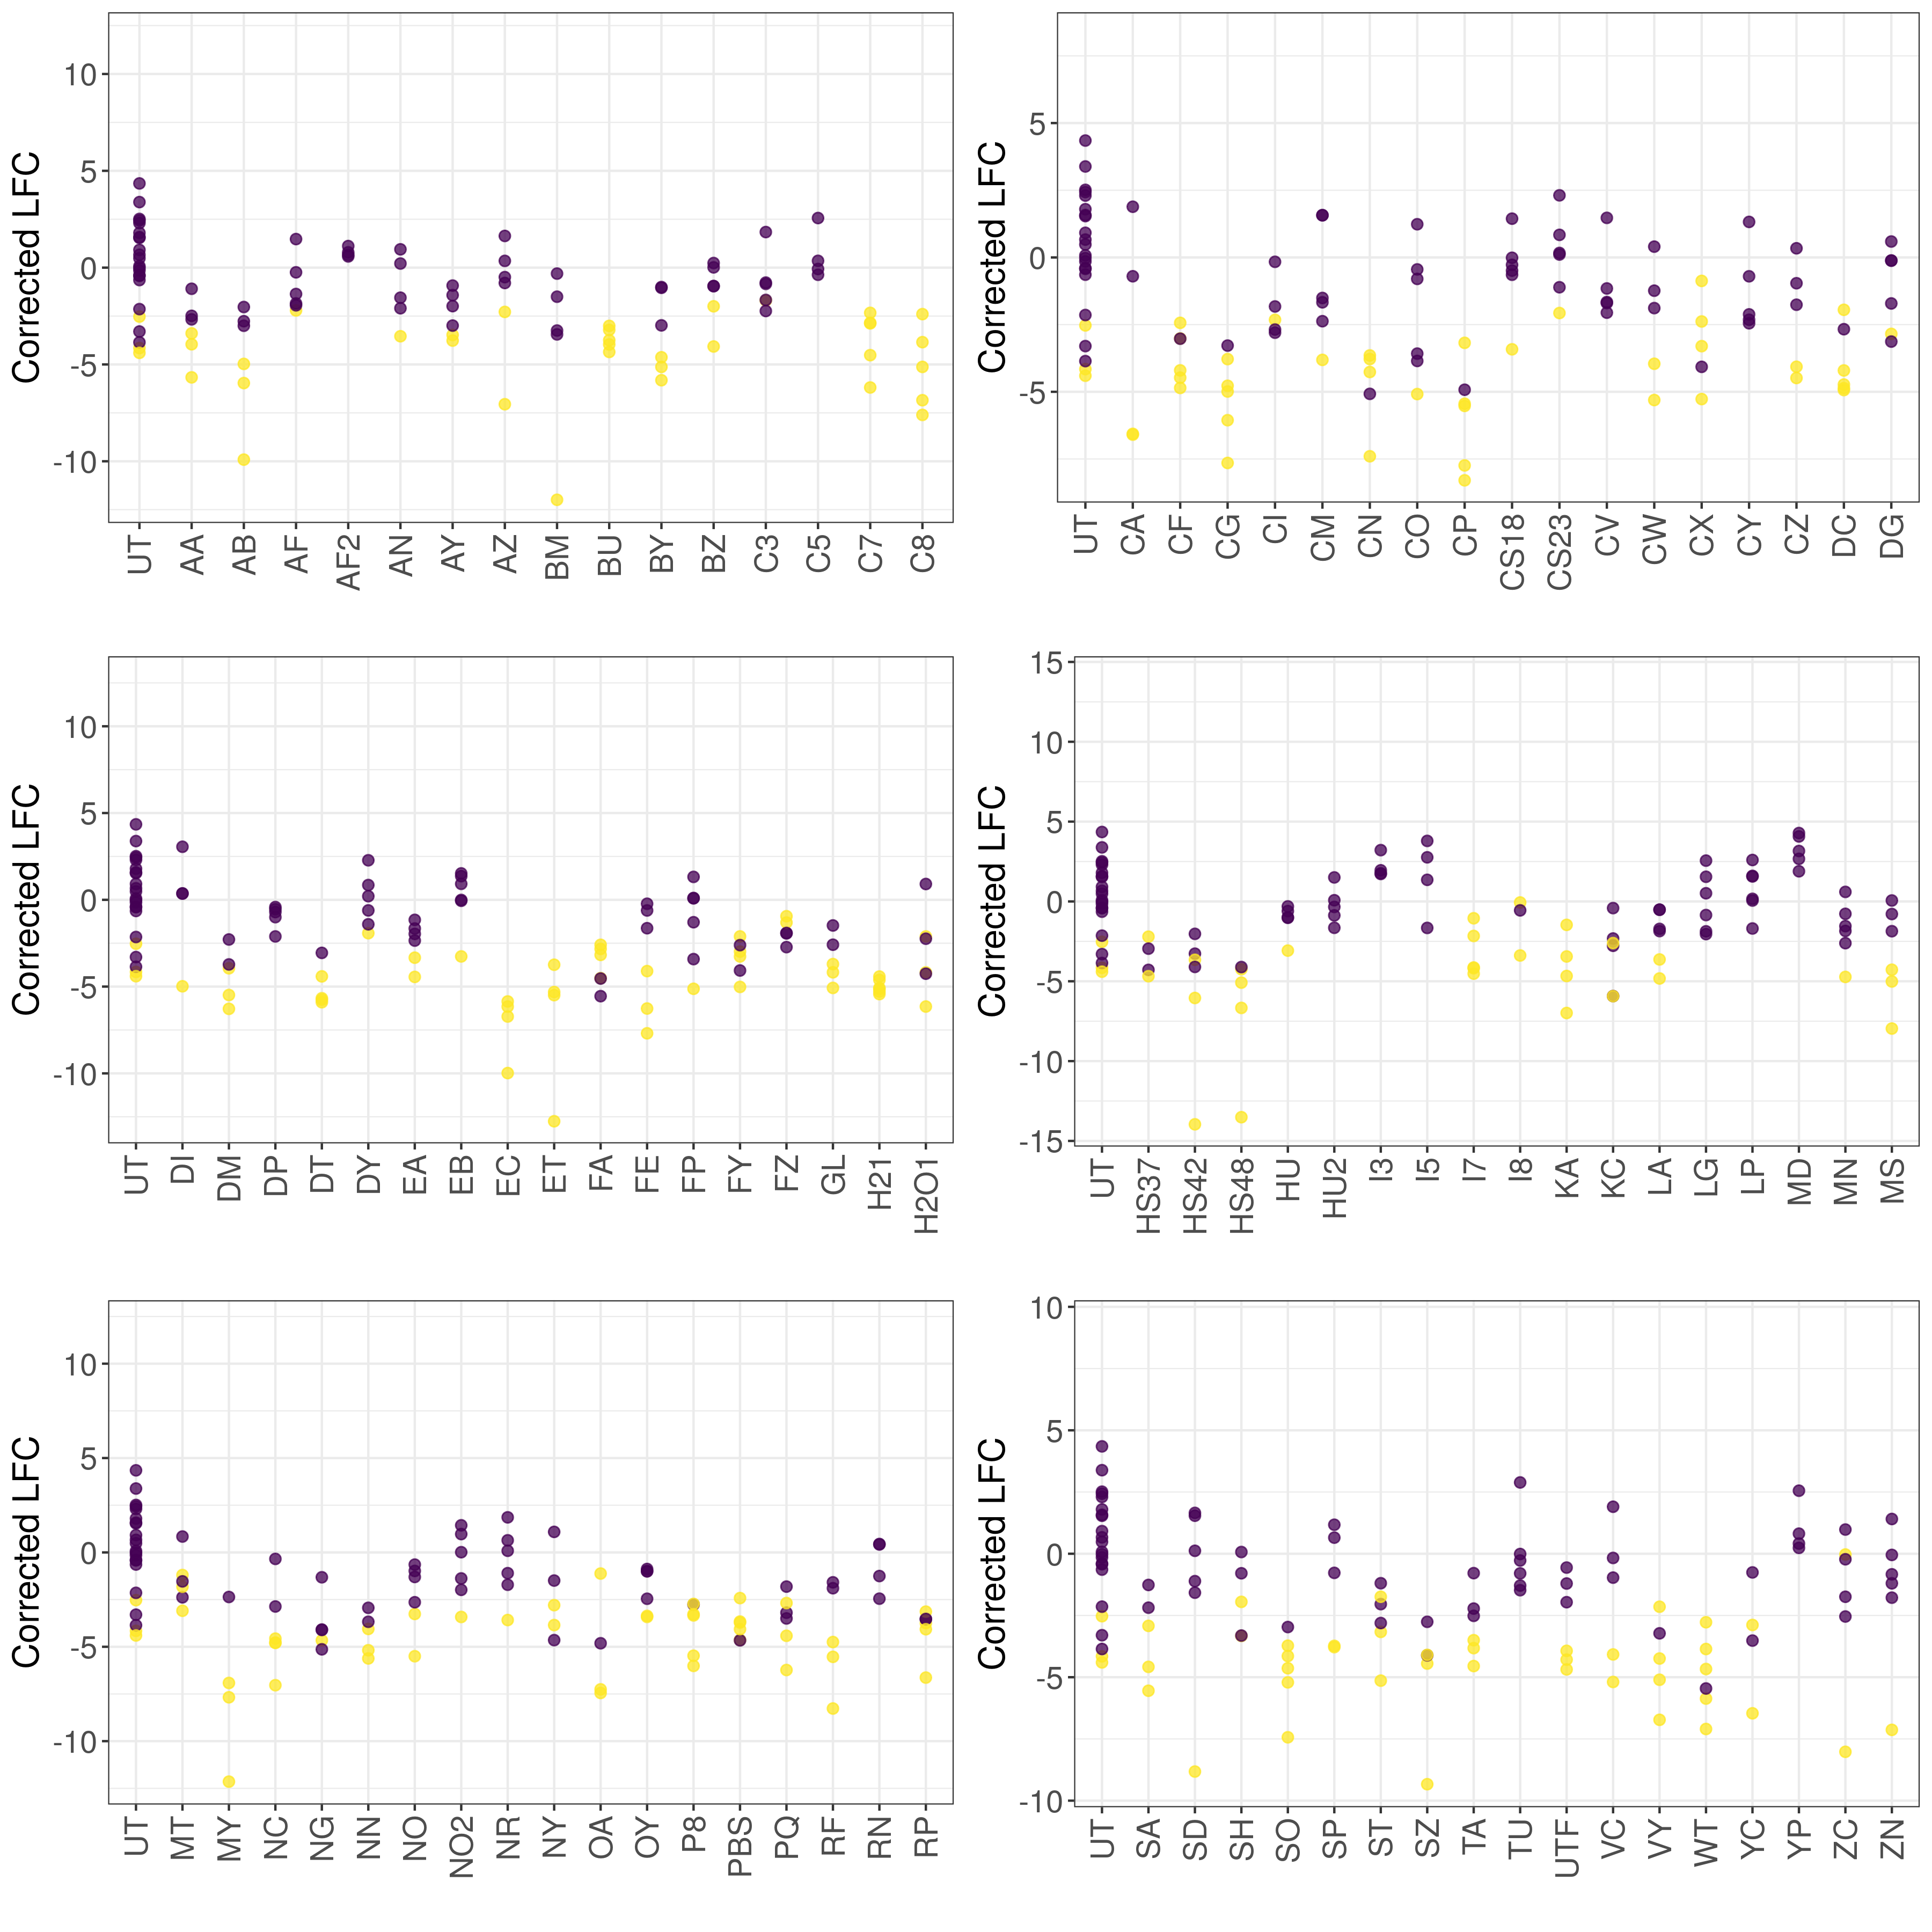 Corrected LFC
10
5
0
-5
-10
UT AA AB AF AF2 AN AY AZ BM BU BY BZ C3 C5 C7 C8
Corrected LFC
5
0
-5
UT CA CF CG CI CM CN CO CP CS18 CS23 CV CW CX CY CZ DC DG
Corrected LFC
10
5
0
-5
-10
UT DI DM DP DT DY EA EB EC ET FA FE FP FY FZ GL H21 H2O1
Corrected LFC
15
10
5
0
-5
-10
-15
UT HS37 HS42 HS48 HU HU2 I3 I5 I7 I8 KA KC LA LG LP MD MN MS
Corrected LFC
10
5
0
-5
-10
UT MT MY NC NG NN NO NO2 NR NY OA OY P8 PBS PQ RF RN RP
Corrected LFC
10
5
0
-5
-10
UT SA SD SH SO SP ST SZ TA TU UTF VC VY WT YC YP ZC ZN